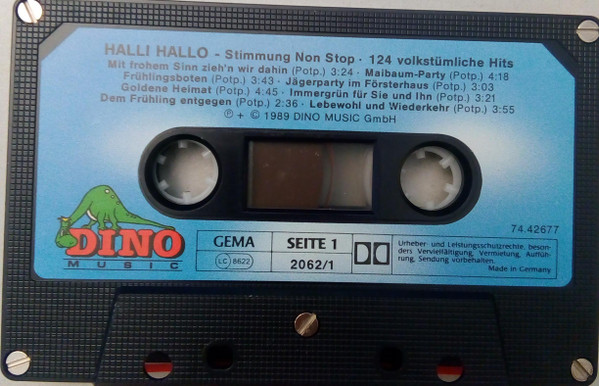 HALLI HALLO - Stimmung Non Stop · 124 volkstümliche Hits
Mit frohem Sinn zieh'n wir dahin (Potp.) 3:24 · Maibaum-Party (Potp.) 4:18
Frühlingsboten (Potp.) 3:43 · Jägerparty im Försterhaus (Potp.) 3:03
Goldene Heimat (Potp.) 4:45 · Immergrün für Sie und Ihn (Potp.) 3:21
Dem Frühling entgegen (Potp.) 2:36 · Lebewohl und Wiederkehr (Potp.) 3:55
℗ + © 1989 DINO MUSIC GmbH
74.42677
DINO
MUSIC
GEMA
LC 8622
SEITE 1
2062/1
Urheber- und Leistungsschutzrechte, beson-
ders Vervielfältigung, Vermietung, Auffüh-
rung, Sendung vorbehalten.
Made in Germany